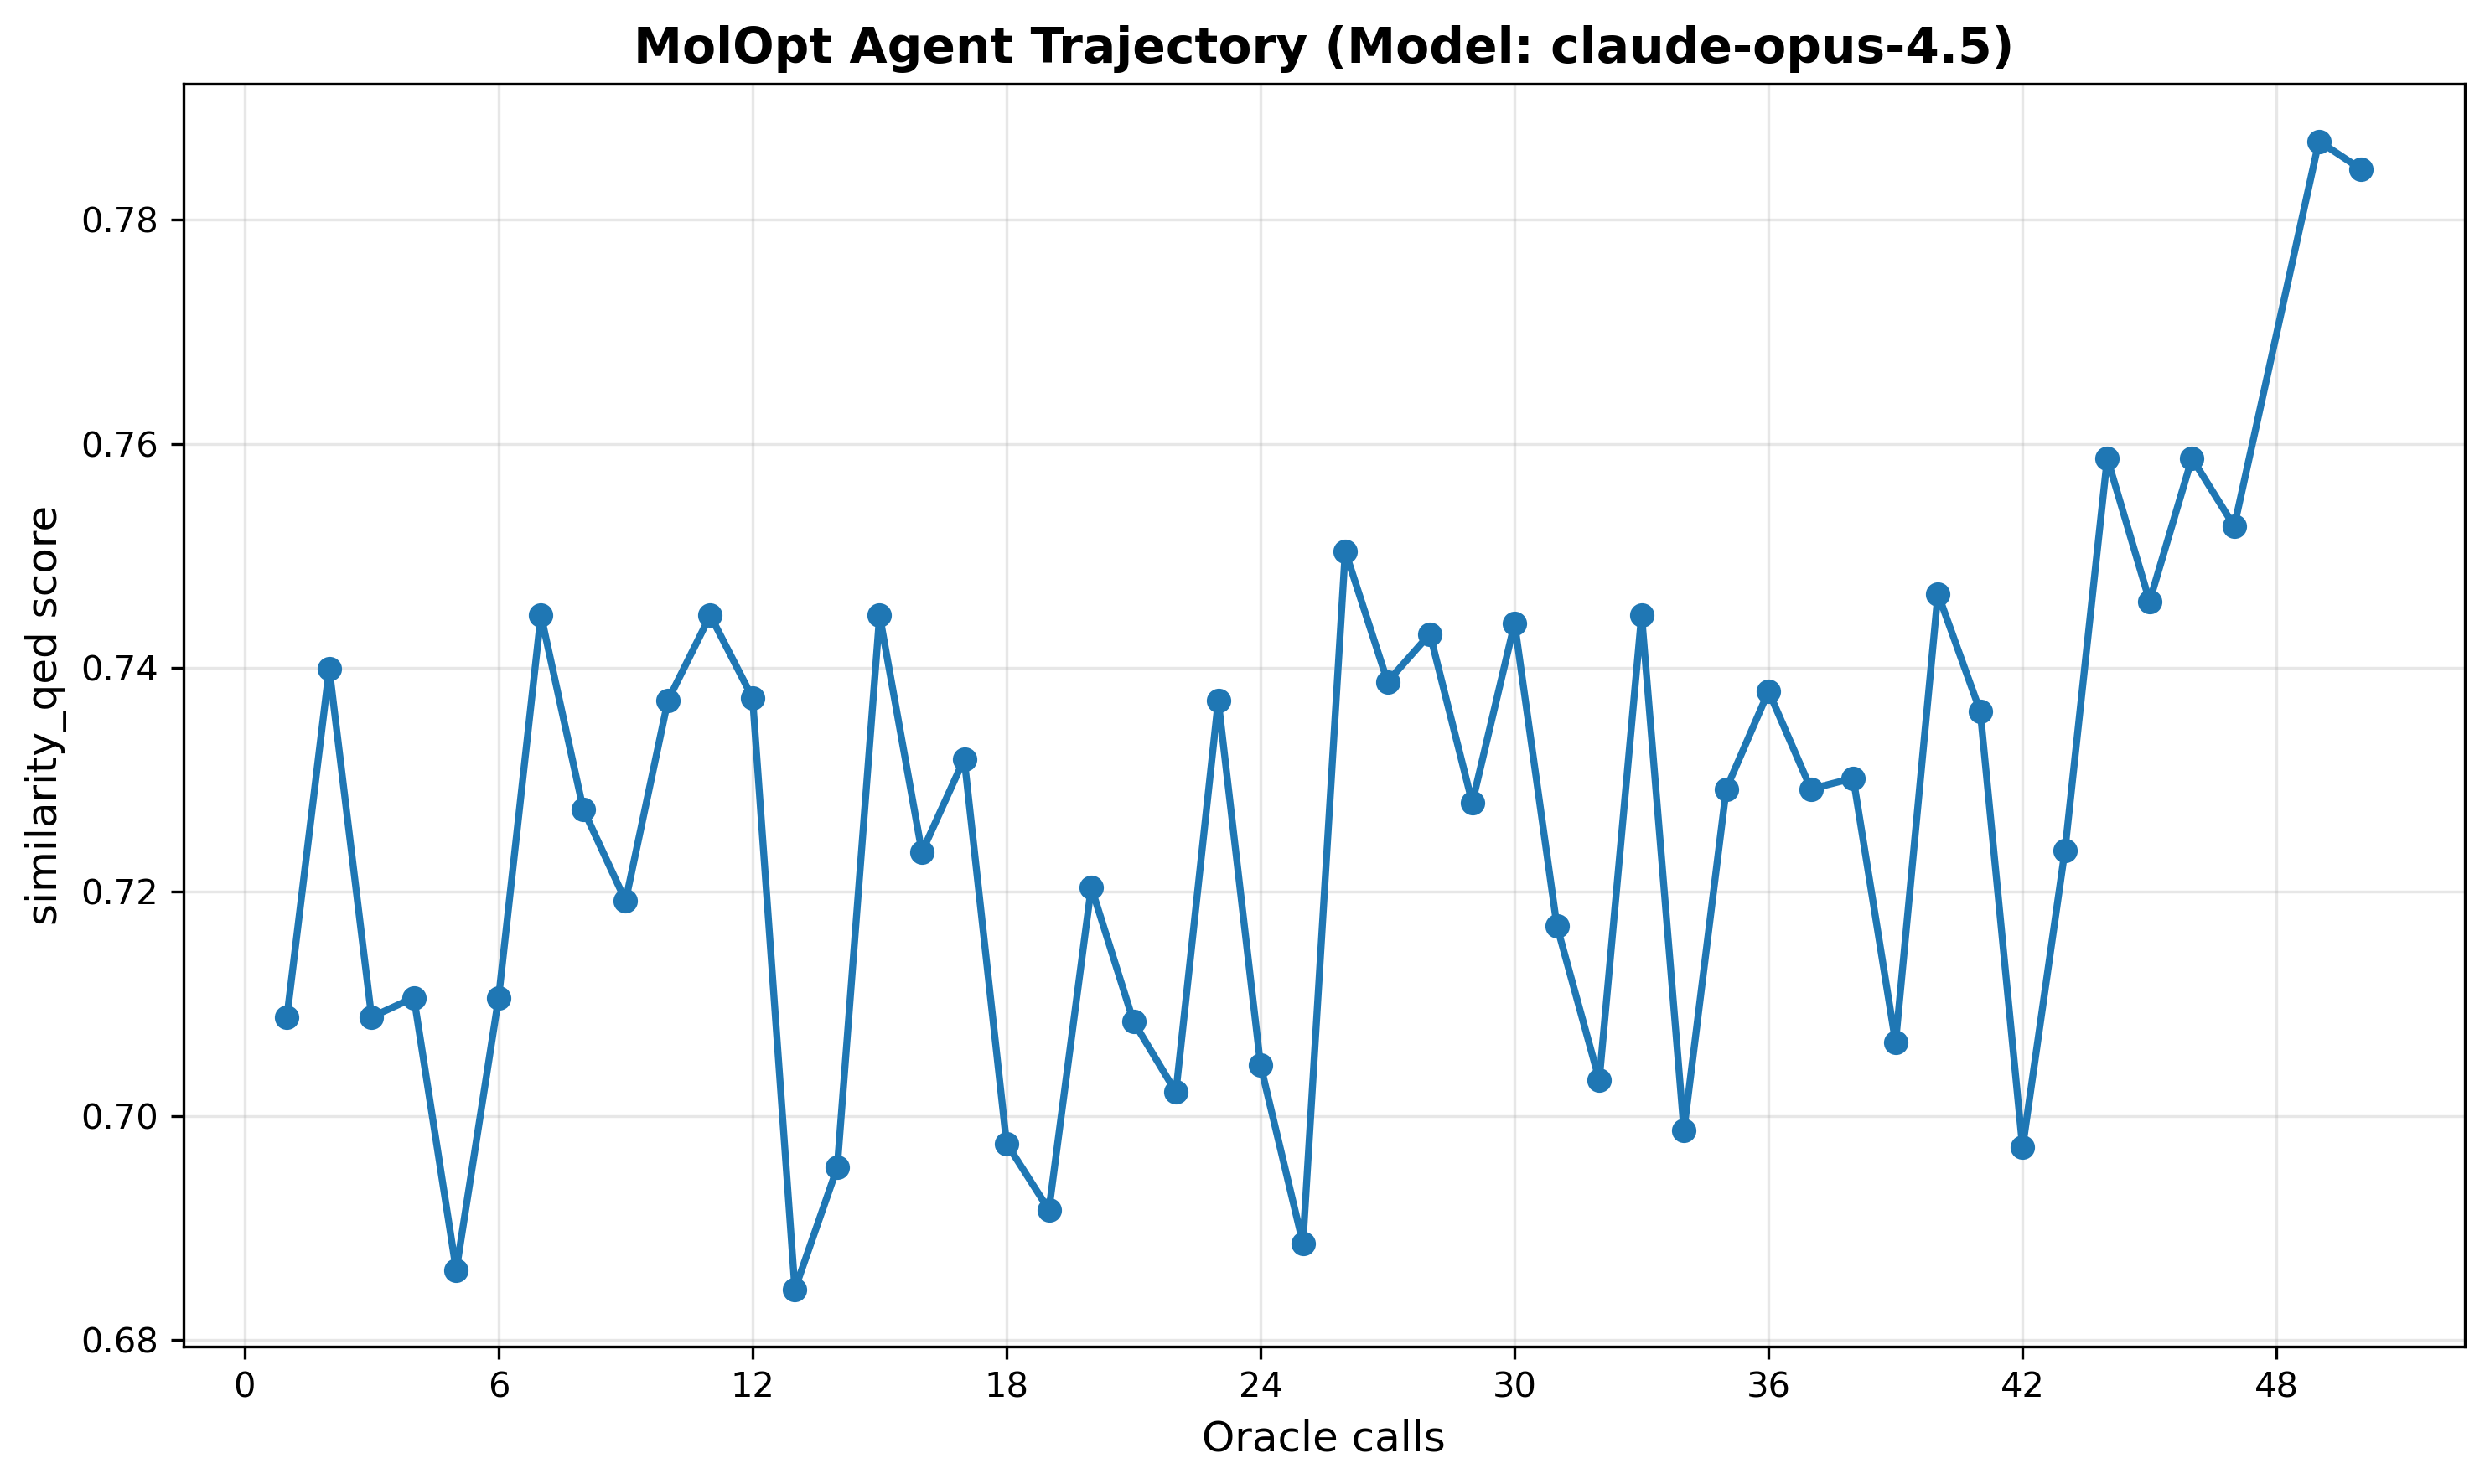 MolOpt Agent Trajectory (Model: claude-opus-4.5)
similarity_qed score
0.78
0.76
0.74
0.72
0.70
0.68
0 6 12 18 24 30 36 42 48
Oracle calls